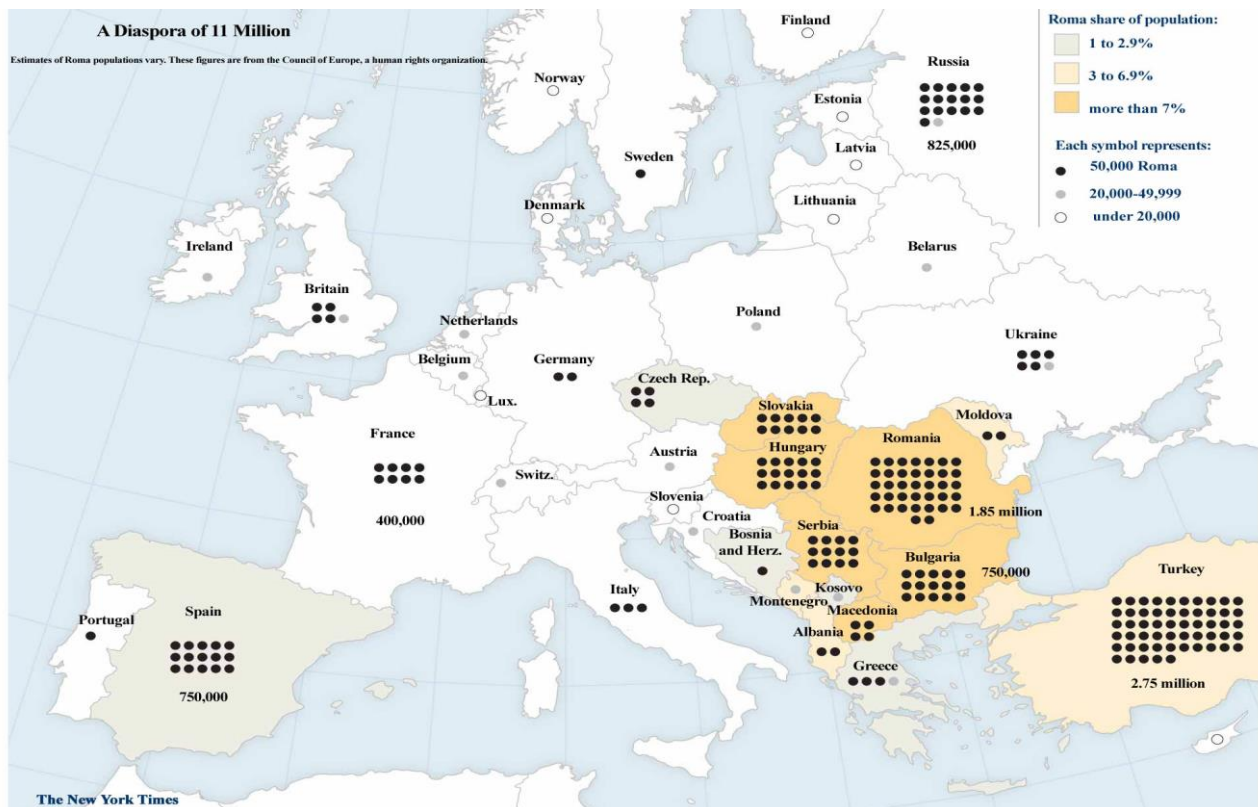 A Diaspora of 11 Million
Estimates of Roma populations vary. These figures are from the Council of Europe, a human rights organization.
Roma share of population:
1 to 2.9%
3 to 6.9%
more than 7%
Each symbol represents:
50,000 Roma
20,000-49,999
under 20,000
Finland
Norway
Russia
825,000
Estonia
Latvia
Sweden
Lithuania
Denmark
Ireland
Belarus
Britain
Netherlands
Poland
Ukraine
Belgium
Germany
Czech Rep.
Lux.
Slovakia
Moldova
France
400,000
Hungary
Romania
1.85 million
Austria
Switz.
Slovenia
Croatia
Bosnia
and Herz.
Serbia
Bulgaria
750,000
Turkey
2.75 million
Kosovo
Italy
Montenegro
Macedonia
Albania
Greece
Portugal
Spain
750,000
The New York Times